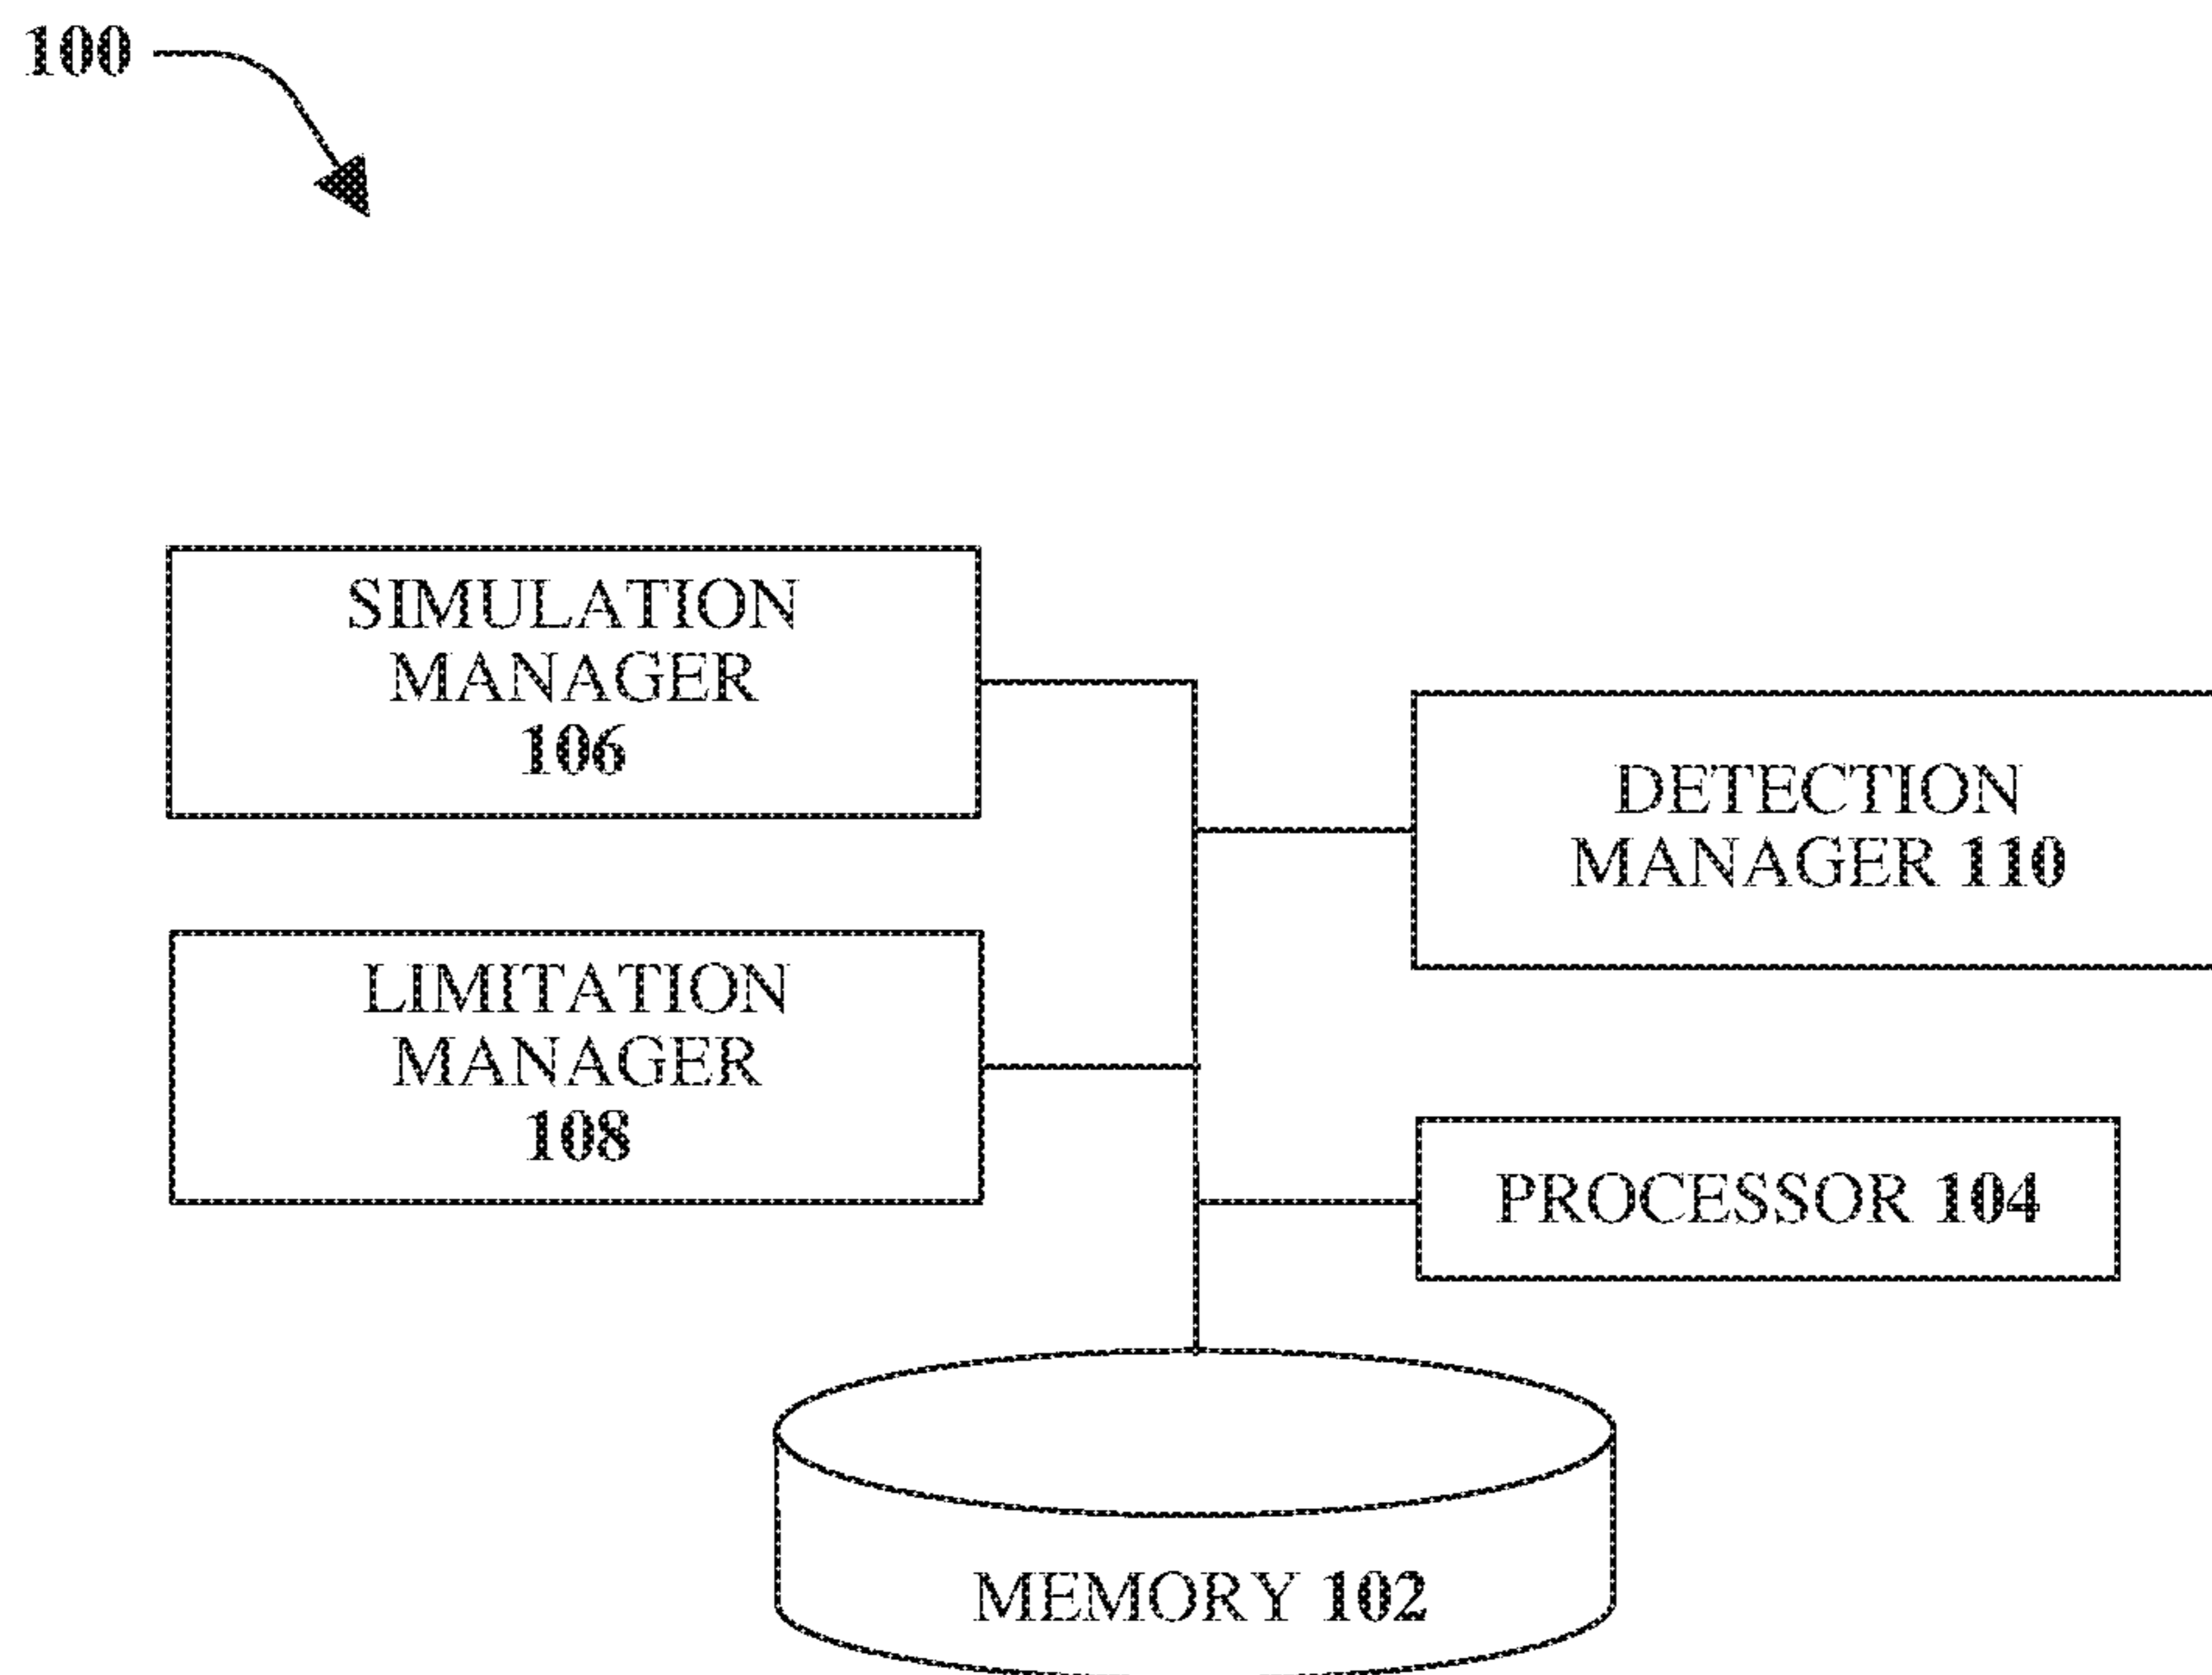 100
SIMULATION
MANAGER
106
DETECTION
MANAGER 110
LIMITATION
MANAGER
108
PROCESSOR 104
MEMORY 102